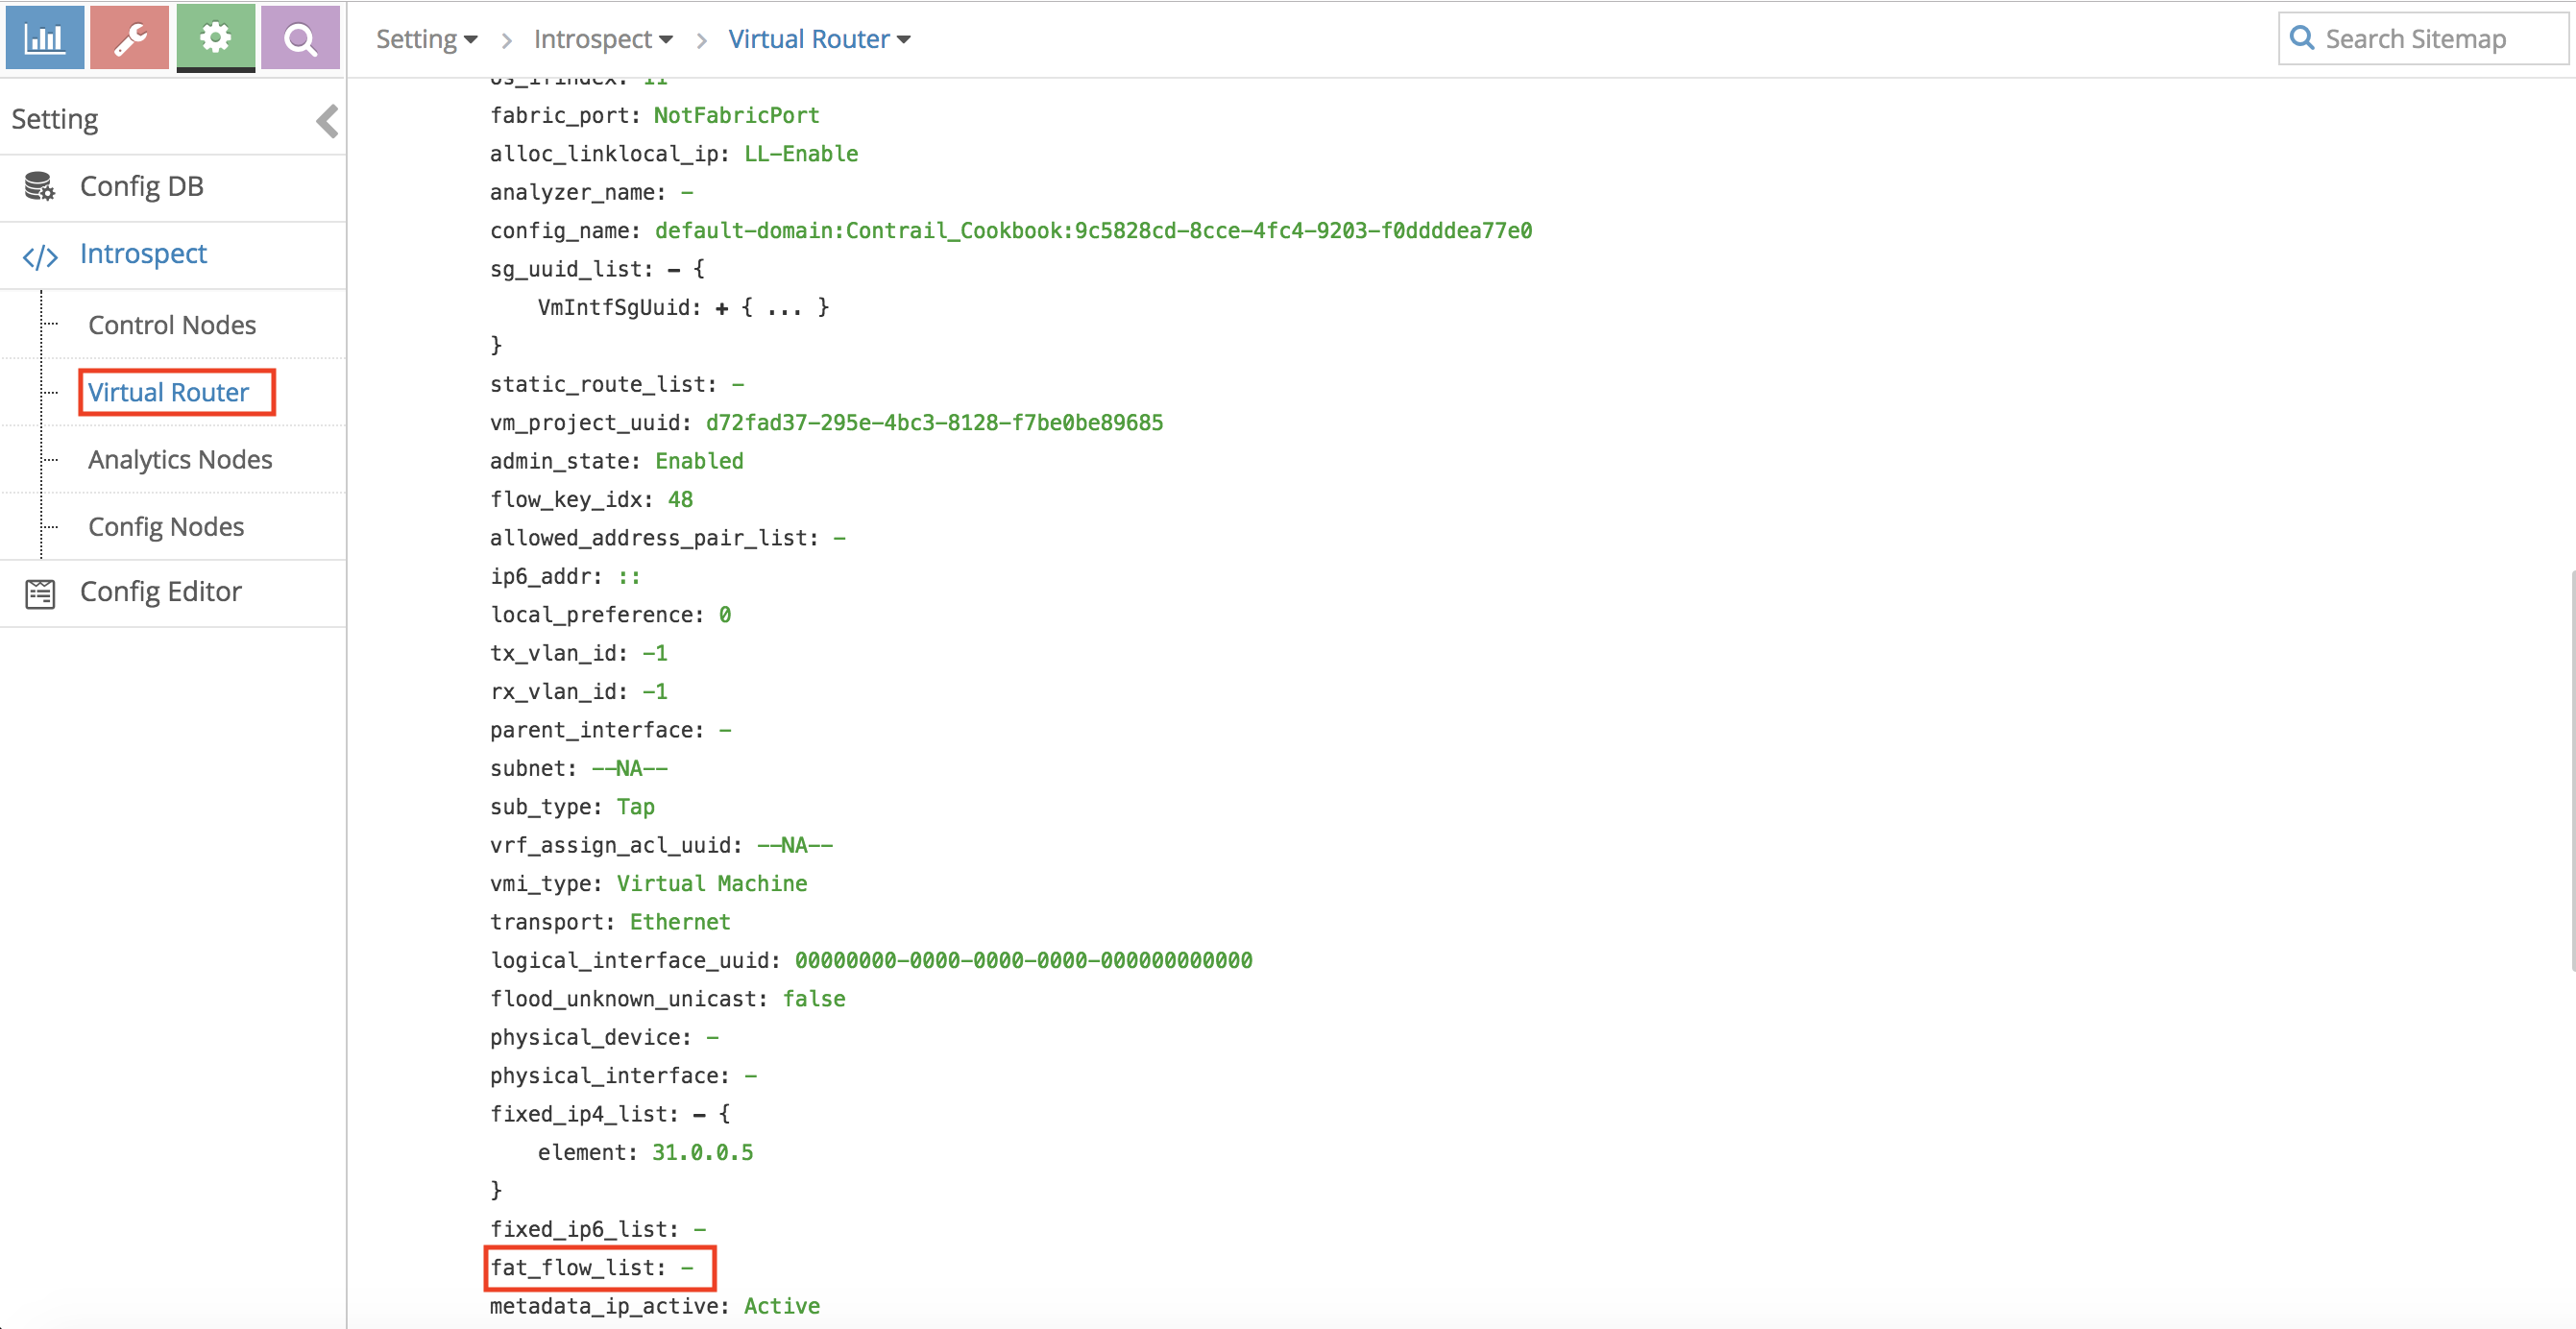 Setting > Introspect > Virtual Router
Search Sitemap
Setting
Config DB
Introspect
Control Nodes
Virtual Router
Analytics Nodes
Config Nodes
Config Editor
os_ifindex: 11
fabric_port: NotFabricPort
alloc_linklocal_ip: LL-Enable
analyzer_name: -
config_name: default-domain:Contrail_Cookbook:9c5828cd-8cce-4fc4-9203-f0ddddea77e0
sg_uuid_list: - {
VmIntfSgUuid: + { ... }
}
static_route_list: -
vm_project_uuid: d72fad37-295e-4bc3-8128-f7be0be89685
admin_state: Enabled
flow_key_idx: 48
allowed_address_pair_list: -
ip6_addr: ::
local_preference: 0
tx_vlan_id: -1
rx_vlan_id: -1
parent_interface: -
subnet: --NA--
sub_type: Tap
vrf_assign_acl_uuid: --NA--
vmi_type: Virtual Machine
transport: Ethernet
logical_interface_uuid: 00000000-0000-0000-0000-000000000000
flood_unknown_unicast: false
physical_device: -
physical_interface: -
fixed_ip4_list: - {
element: 31.0.0.5
}
fixed_ip6_list: -
fat_flow_list: -
metadata_ip_active: Active